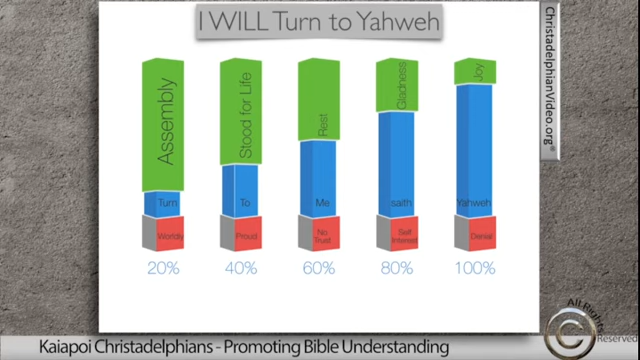 I WILL Turn to Yahweh
ChristadelphianVideo.org®
Assembly
Stood for Life
Rest
Gladness
Joy
Turn
To
Me
saith
Yahweh
Worldly
Proud
No
Trust
Self
Interest
Denial
20%
40%
60%
80%
100%
All Rights
Reserved
C
Kaiapoi Christadelphians - Promoting Bible Understanding